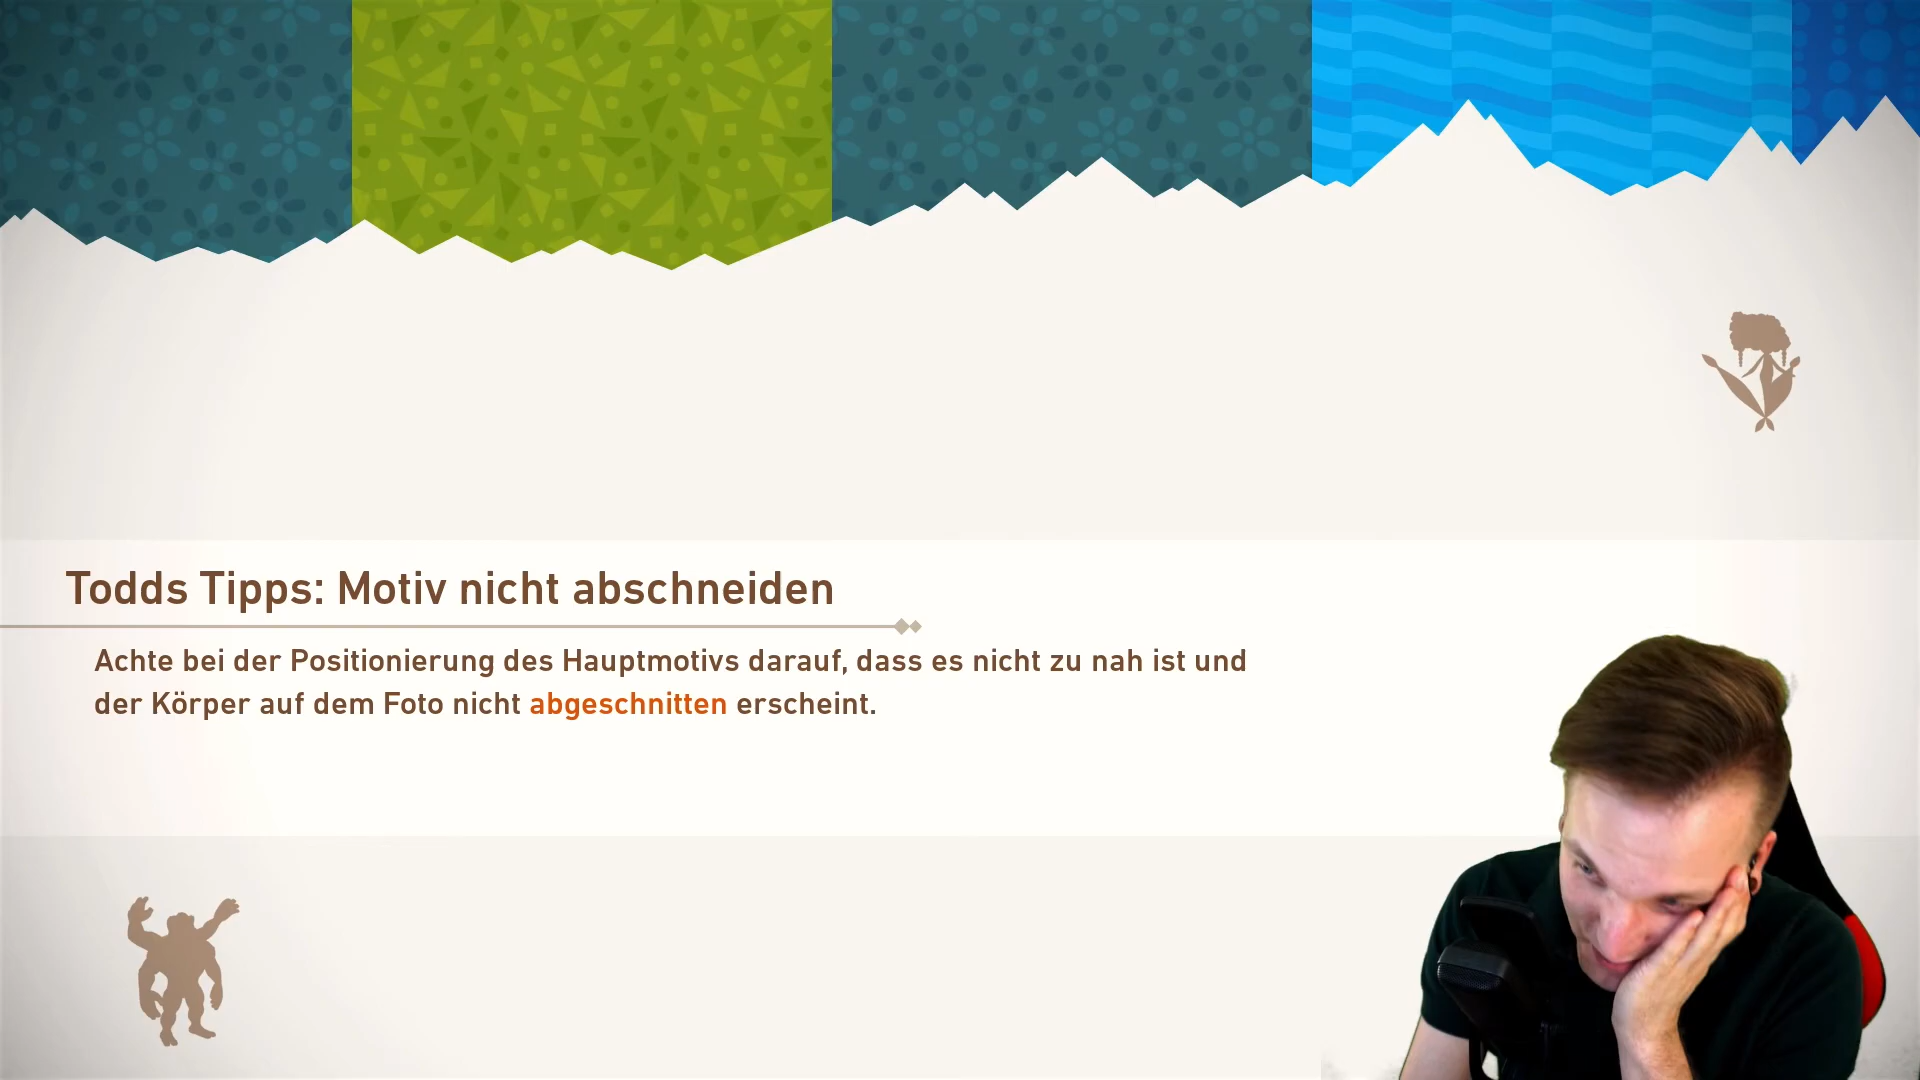 Todds Tipps: Motiv nicht abschneiden
Achte bei der Positionierung des Hauptmotivs darauf, dass es nicht zu nah ist und
der Körper auf dem Foto nicht abgeschnitten erscheint.